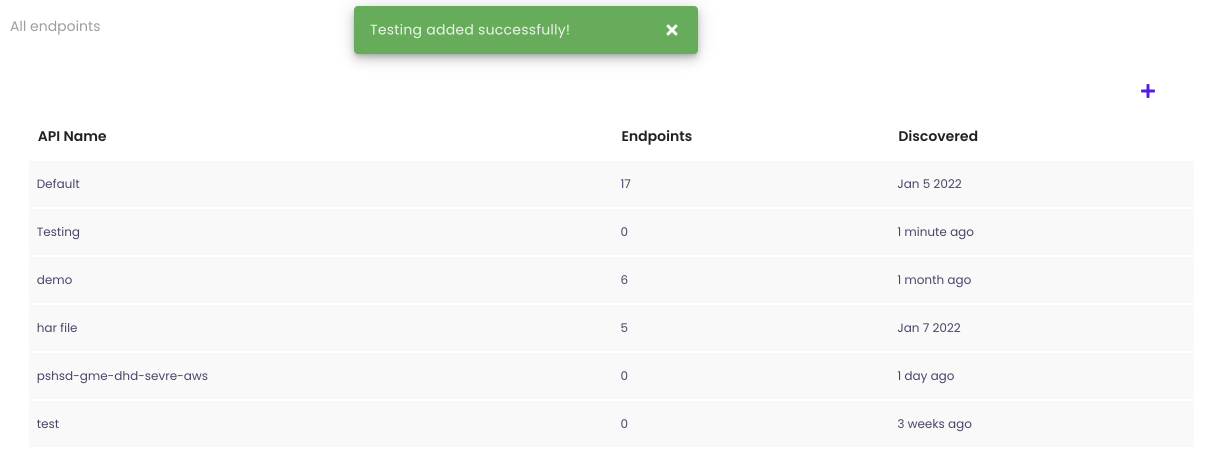 All endpoints
Testing added successfully!
API Name Endpoints Discovered
Default 17 Jan 5 2022
Testing 0 1 minute ago
demo 6 1 month ago
har file 5 Jan 7 2022
pshsd-gme-dhd-sevre-aws 0 1 day ago
test 0 3 weeks ago